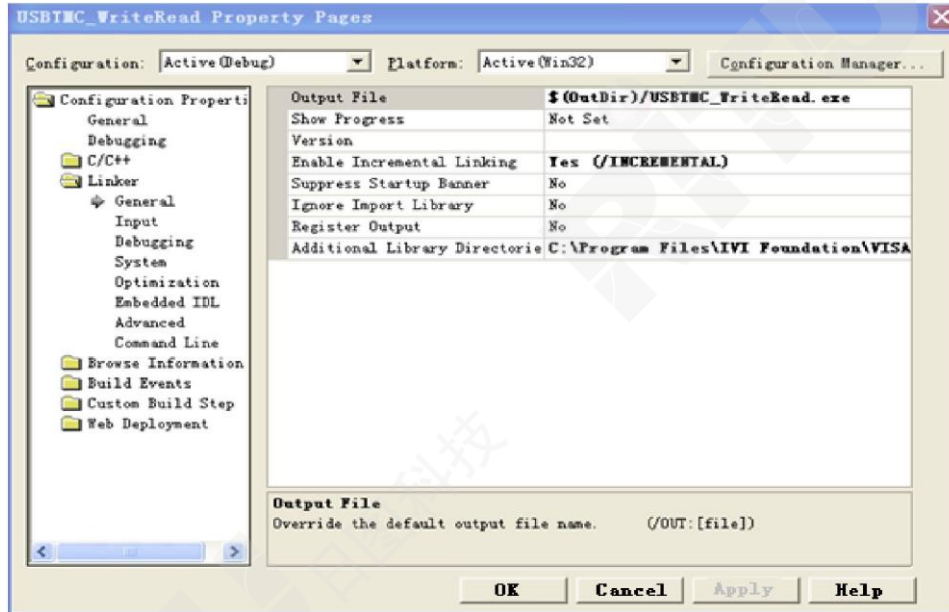 USBTMC_WriteRead Property Pages
Configuration: Active(Debug) Platform: Active(Win32) Configuration Manager...
Configuration Properti
General
Debugging
C/C++
Linker
General
Input
Debugging
System
Optimization
Embedded IDL
Advanced
Command Line
Browse Information
Build Events
Custom Build Step
Web Deployment
Output File $(OutDir)/USBTMC_WriteRead.exe
Show Progress Not Set
Version
Enable Incremental Linking Yes (/INCREMENTAL)
Suppress Startup Banner No
Ignore Import Library No
Register Output No
Additional Library Directorie C:\Program Files\IVI Foundation\VISA
Output File
Override the default output file name. (/OUT:[file])
OK Cancel Apply Help